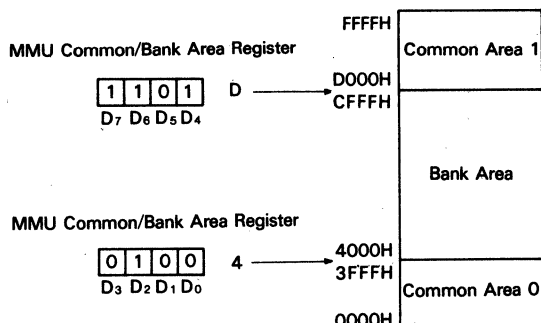 FFFFH
MMU Common/Bank Area Register
Common Area 1
1 1 0 1 D
D000H
D7 D6 D5 D4
CFFFH
Bank Area
MMU Common/Bank Area Register
4000H
0 1 0 0 4
3FFFH
D3 D2 D1 D0
Common Area 0
0000H